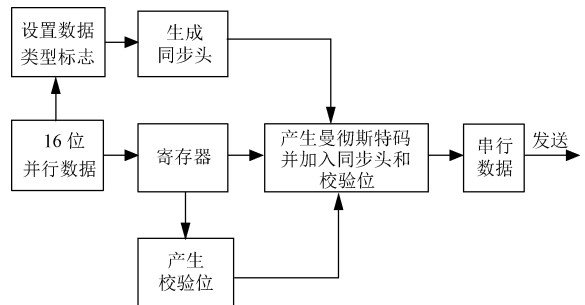 设置数据
类型标志
生成
同步头
16 位
并行数据
寄存器
产生曼彻斯特码
并加入同步头和
校验位
串行
数据
发送
产生
校验位